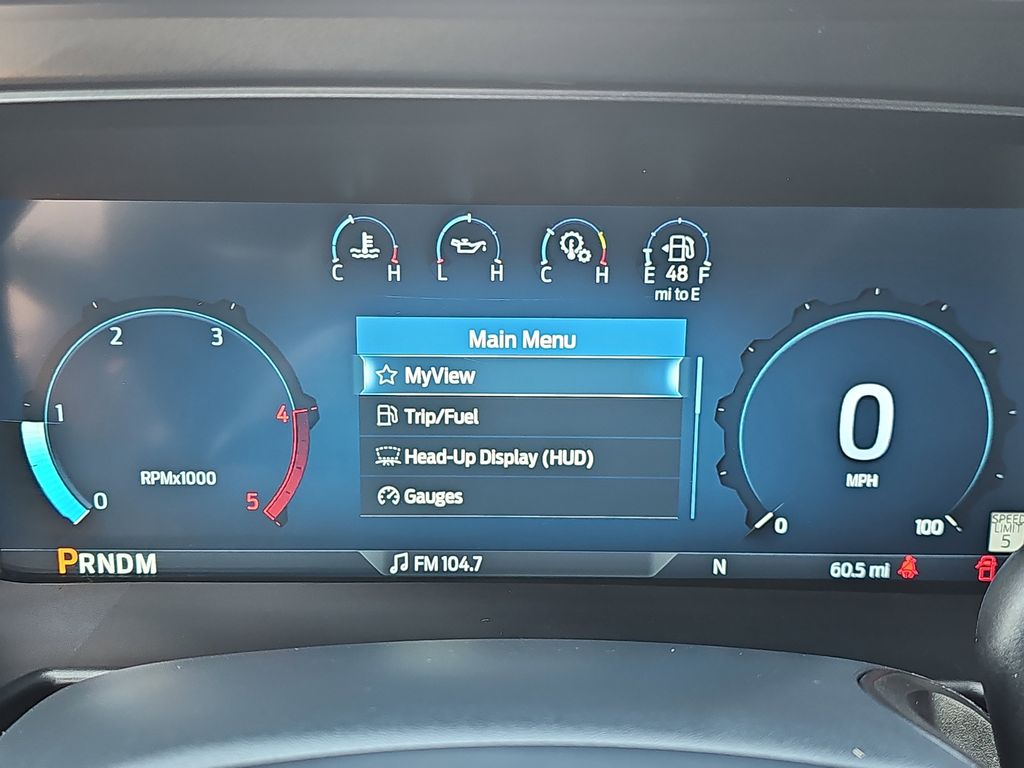 C H
L H
C H
E 48 F
mi to E
Main Menu
MyView
Trip/Fuel
Head-Up Display (HUD)
Gauges
0
1
2
3
4
5
RPMx1000
0
MPH
0
100
SPEED
LIMIT
5
PRNDM
FM 104.7
N
60.5 mi